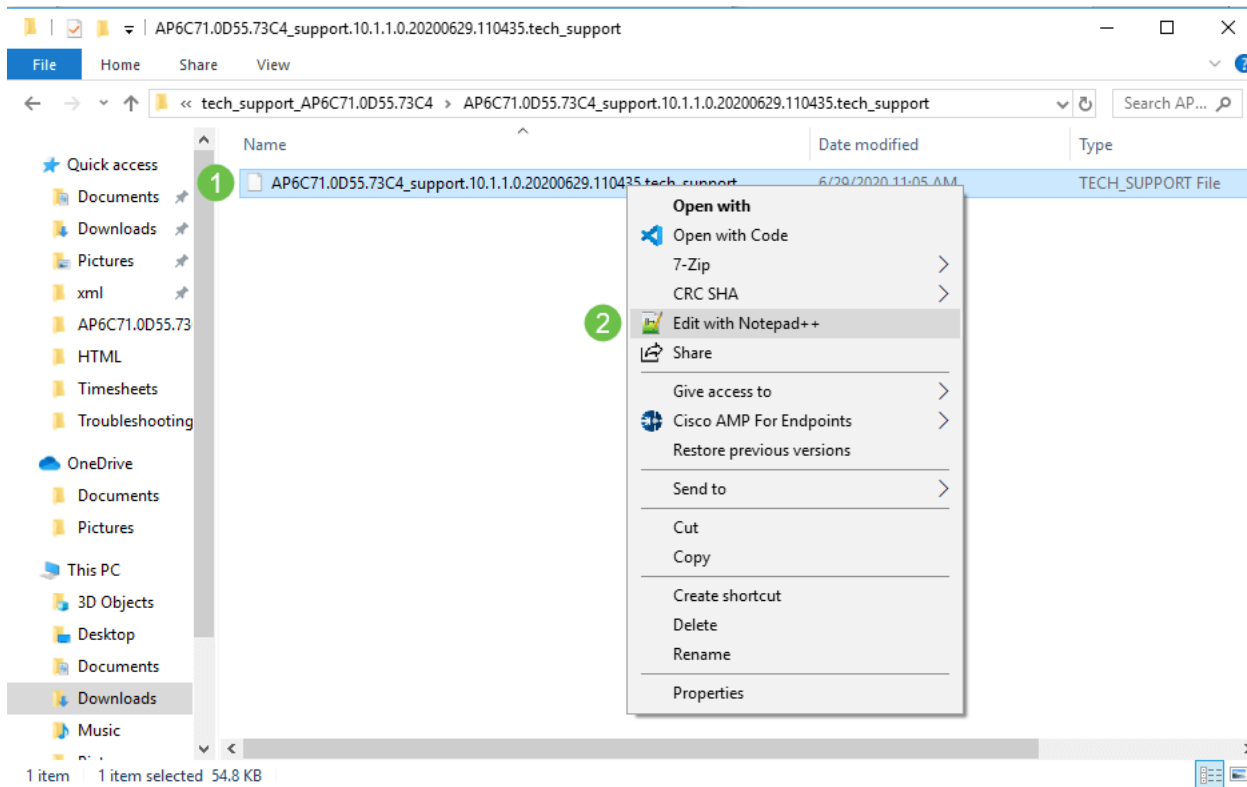 AP6C71.0D55.73C4_support.10.1.1.0.20200629.110435.tech_support
File Home Share View
« tech_support_AP6C71.0D55.73C4 > AP6C71.0D55.73C4_support.10.1.1.0.20200629.110435.tech_support Search AP...
Name Date modified Type
1 AP6C71.0D55.73C4_support.10.1.1.0.20200629.110435.tech_support 6/29/2020 11:05 AM TECH_SUPPORT File
Quick access
Documents
Downloads
Pictures
xml
AP6C71.0D55.73
HTML
Timesheets
Troubleshooting
OneDrive
Documents
Pictures
This PC
3D Objects
Desktop
Documents
Downloads
Music
Open with
Open with Code
7-Zip
CRC SHA
2 Edit with Notepad++
Share
Give access to
Cisco AMP For Endpoints
Restore previous versions
Send to
Cut
Copy
Create shortcut
Delete
Rename
Properties
1 item 1 item selected 54.8 KB